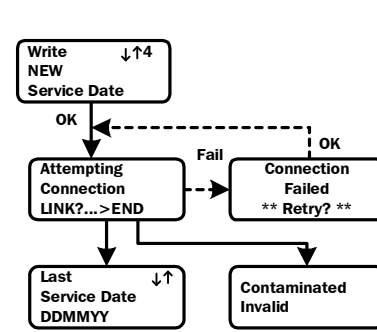 Write ↓↑4
NEW
Service Date
OK
OK
Fail
Attempting
Connection
LINK?...>END
Connection
Failed
** Retry? **
Last ↓↑
Service Date
DDMMYY
Contaminated
Invalid